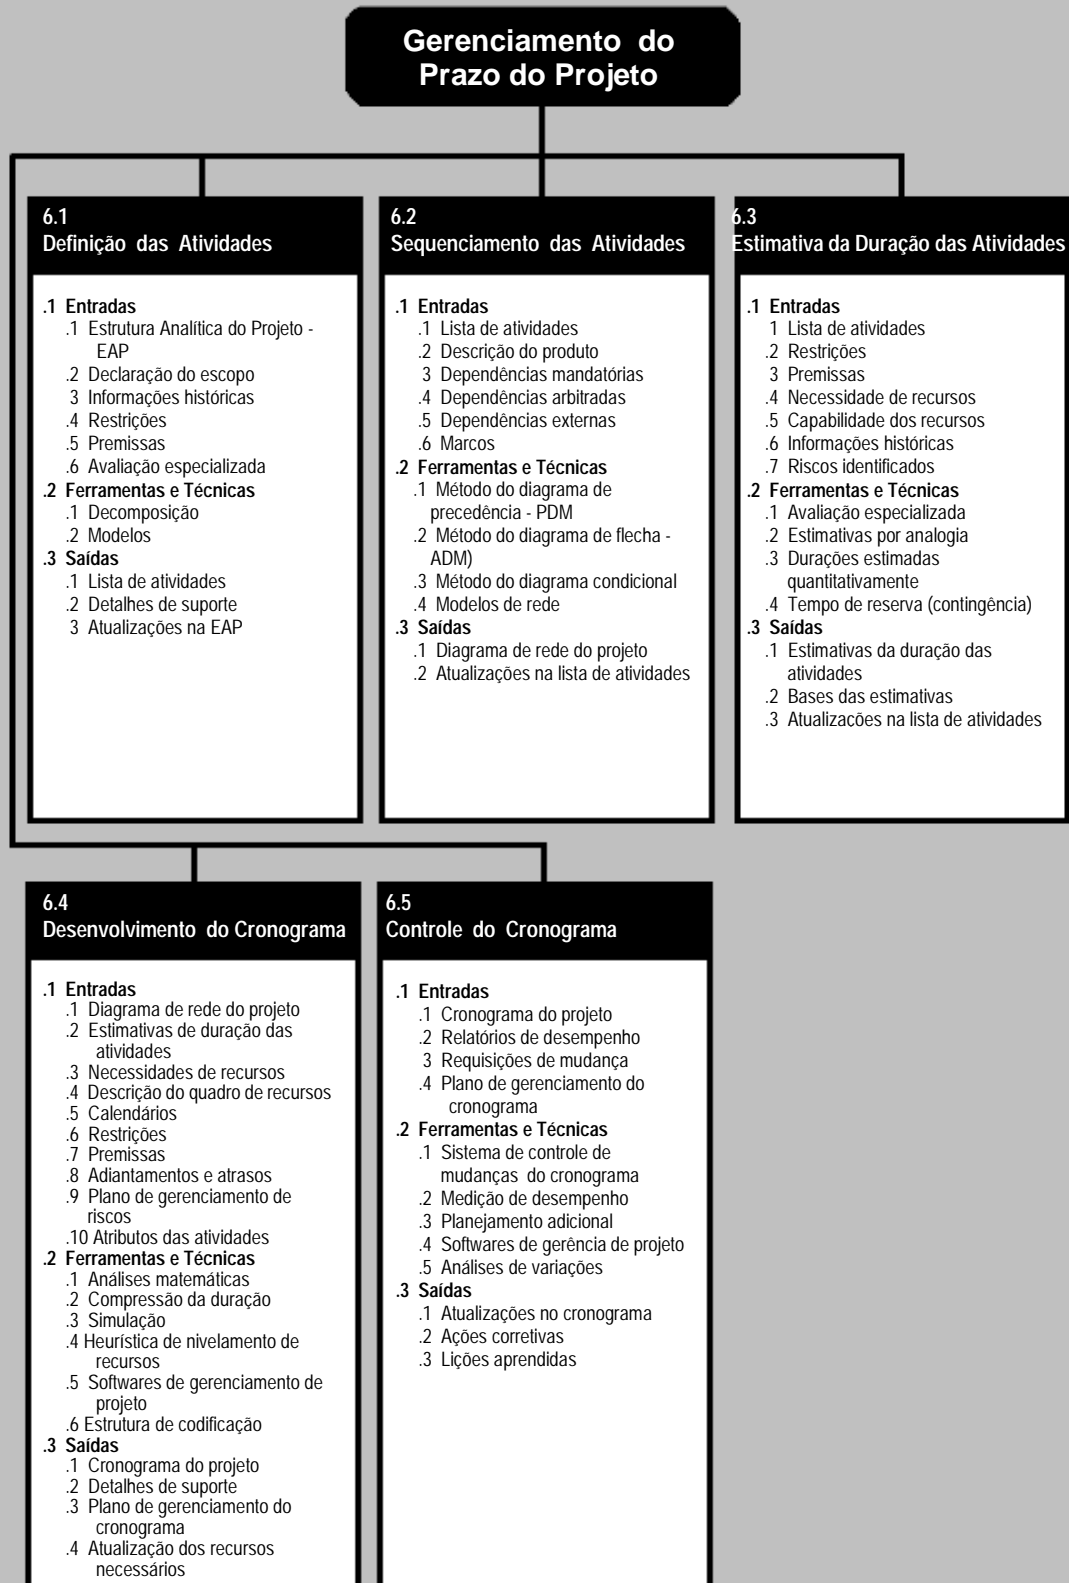 Gerenciamento do
Prazo do Projeto
6.1
Definição das Atividades
.1 Entradas
.1 Estrutura Analítica do Projeto -
EAP
.2 Declaração do escopo
3 Informações históricas
.4 Restrições
.5 Premissas
.6 Avaliação especializada
.2 Ferramentas e Técnicas
.1 Decomposição
.2 Modelos
.3 Saídas
.1 Lista de atividades
.2 Detalhes de suporte
3 Atualizações na EAP
6.2
Sequenciamento das Atividades
.1 Entradas
.1 Lista de atividades
.2 Descrição do produto
3 Dependências mandatórias
.4 Dependências arbitradas
.5 Dependências externas
.6 Marcos
.2 Ferramentas e Técnicas
.1 Método do diagrama de
precedência - PDM
.2 Método do diagrama de flecha -
ADM)
.3 Método do diagrama condicional
.4 Modelos de rede
.3 Saídas
.1 Diagrama de rede do projeto
.2 Atualizações na lista de atividades
6.3
Estimativa da Duração das Atividades
.1 Entradas
1 Lista de atividades
.2 Restrições
3 Premissas
.4 Necessidade de recursos
.5 Capabilidade dos recursos
.6 Informações históricas
.7 Riscos identificados
.2 Ferramentas e Técnicas
.1 Avaliação especializada
.2 Estimativas por analogia
.3 Durações estimadas
quantitativamente
.4 Tempo de reserva (contingência)
.3 Saídas
.1 Estimativas da duração das
atividades
.2 Bases das estimativas
.3 Atualizações na lista de atividades
6.4
Desenvolvimento do Cronograma
.1 Entradas
.1 Diagrama de rede do projeto
.2 Estimativas de duração das
atividades
.3 Necessidades de recursos
.4 Descrição do quadro de recursos
.5 Calendários
.6 Restrições
.7 Premissas
.8 Adiantamentos e atrasos
.9 Plano de gerenciamento de
riscos
.10 Atributos das atividades
.2 Ferramentas e Técnicas
.1 Análises matemáticas
.2 Compressão da duração
.3 Simulação
.4 Heurística de nivelamento de
recursos
.5 Softwares de gerenciamento de
projeto
.6 Estrutura de codificação
.3 Saídas
.1 Cronograma do projeto
.2 Detalhes de suporte
.3 Plano de gerenciamento do
cronograma
.4 Atualização dos recursos
necessários
6.5
Controle do Cronograma
.1 Entradas
.1 Cronograma do projeto
.2 Relatórios de desempenho
3 Requisições de mudança
.4 Plano de gerenciamento do
cronograma
.2 Ferramentas e Técnicas
.1 Sistema de controle de
mudanças do cronograma
.2 Medição de desempenho
.3 Planejamento adicional
.4 Softwares de gerência de projeto
.5 Análises de variações
.3 Saídas
.1 Atualizações no cronograma
.2 Ações corretivas
.3 Lições aprendidas